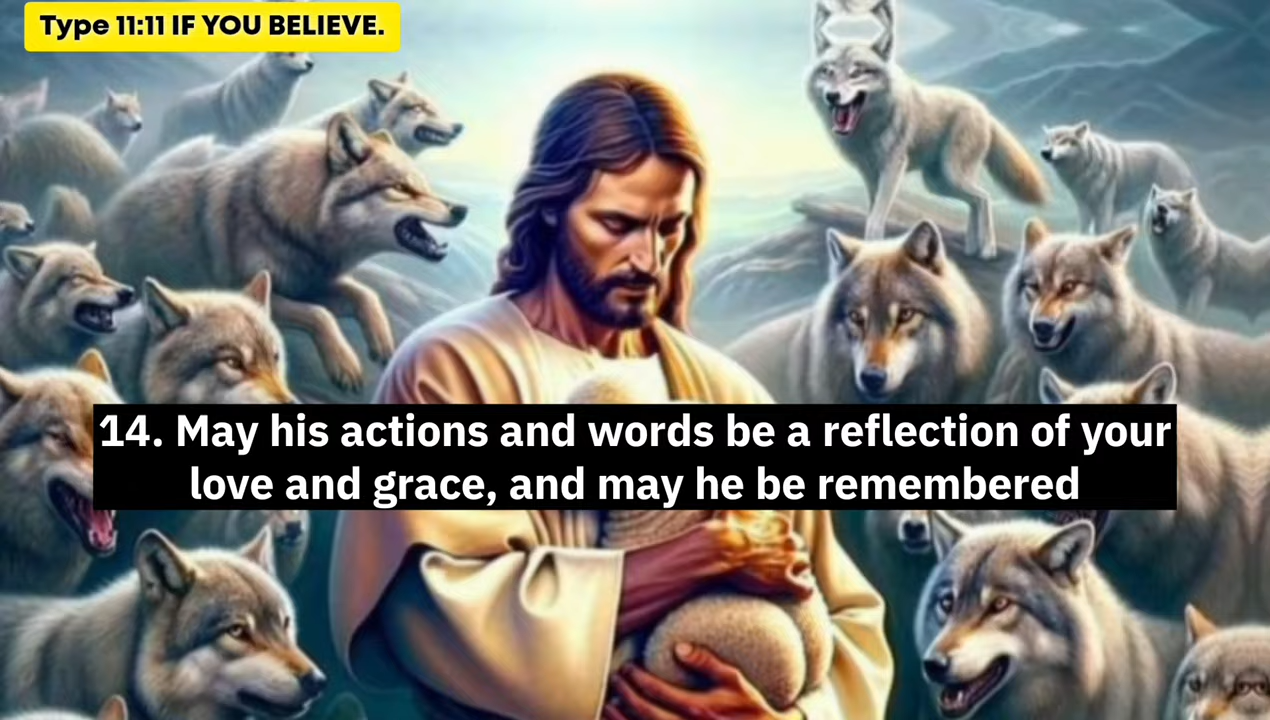 Type 11:11 IF YOU BELIEVE.
14. May his actions and words be a reflection of your
love and grace, and may he be remembered